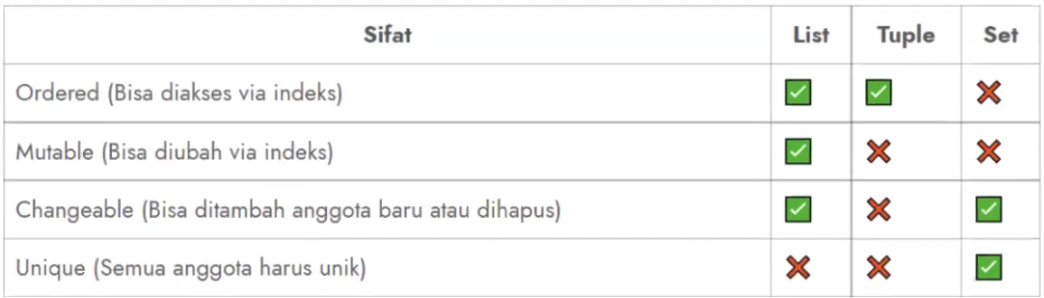 Sifat List Tuple Set
Ordered (Bisa diakses via indeks) ✅ ✅ ❌
Mutable (Bisa diubah via indeks) ✅ ❌ ❌
Changeable (Bisa ditambah anggota baru atau dihapus) ✅ ❌ ✅
Unique (Semua anggota harus unik) ❌ ❌ ✅